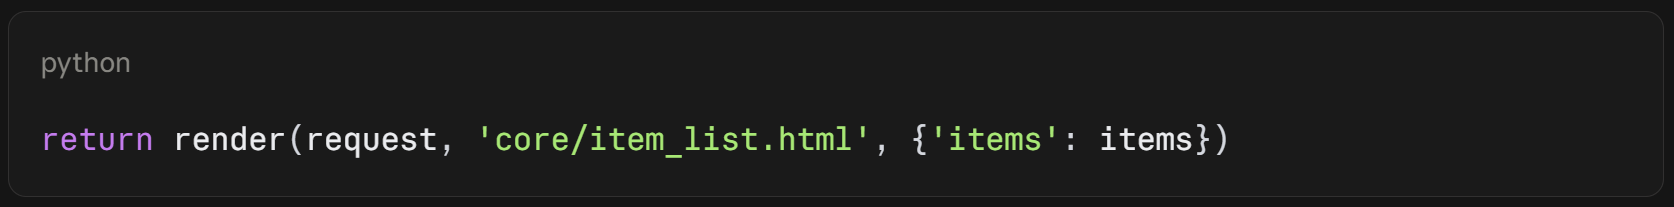 python
return render(request, 'core/item_list.html', {'items': items})